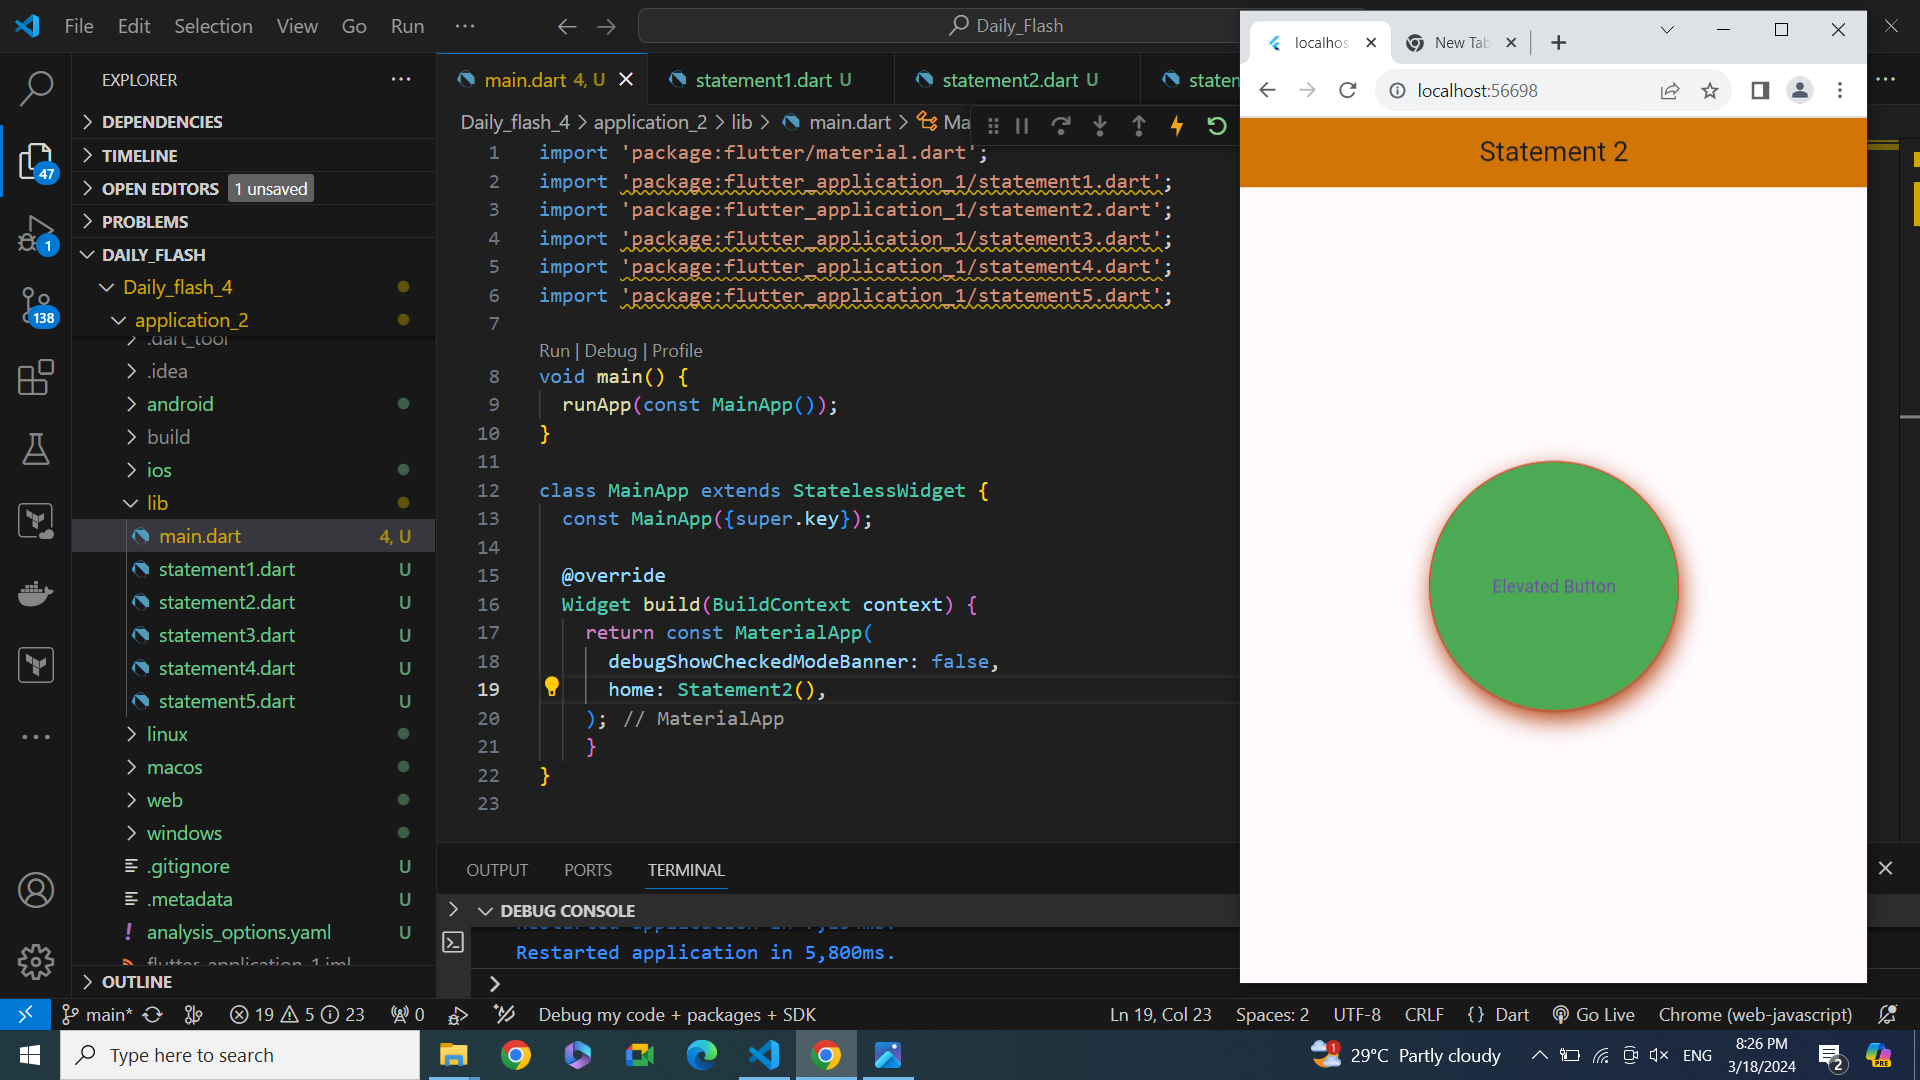 File Edit Selection View Go Run ···
Daily_Flash
EXPLORER
DEPENDENCIES
TIMELINE
OPEN EDITORS 1 unsaved
PROBLEMS
DAILY_FLASH
Daily_flash_4
application_2
.dart_tool
.idea
android
build
ios
lib
main.dart 4, U
statement1.dart U
statement2.dart U
statement3.dart U
statement4.dart U
statement5.dart U
linux
macos
web
windows
.gitignore U
.metadata U
analysis_options.yaml U
flutter_application_1.iml
OUTLINE
47
1
138
main.dart 4, U
statement1.dart U
statement2.dart U
Daily_flash_4 > application_2 > lib > main.dart >
1 import 'package:flutter/material.dart';
2 import 'package:flutter_application_1/statement1.dart';
3 import 'package:flutter_application_1/statement2.dart';
4 import 'package:flutter_application_1/statement3.dart';
5 import 'package:flutter_application_1/statement4.dart';
6 import 'package:flutter_application_1/statement5.dart';
7
Run | Debug | Profile
8 void main() {
9 runApp(const MainApp());
10 }
11
12 class MainApp extends StatelessWidget {
13 const MainApp({super.key});
14
15 @override
16 Widget build(BuildContext context) {
17 return const MaterialApp(
18 debugShowCheckedModeBanner: false,
19 home: Statement2(),
20 ); // MaterialApp
21 }
22 }
23
OUTPUT PORTS TERMINAL
DEBUG CONSOLE
Restarted application in 5,800ms.
localhos
New Tab
localhost:56698
Statement 2
Elevated Button
main* 19 5 23 0 Debug my code + packages + SDK
Ln 19, Col 23 Spaces: 2 UTF-8 CRLF {} Dart Go Live Chrome (web-javascript)
Type here to search
1 29°C Partly cloudy ENG
8:26 PM
3/18/2024
2
PRE